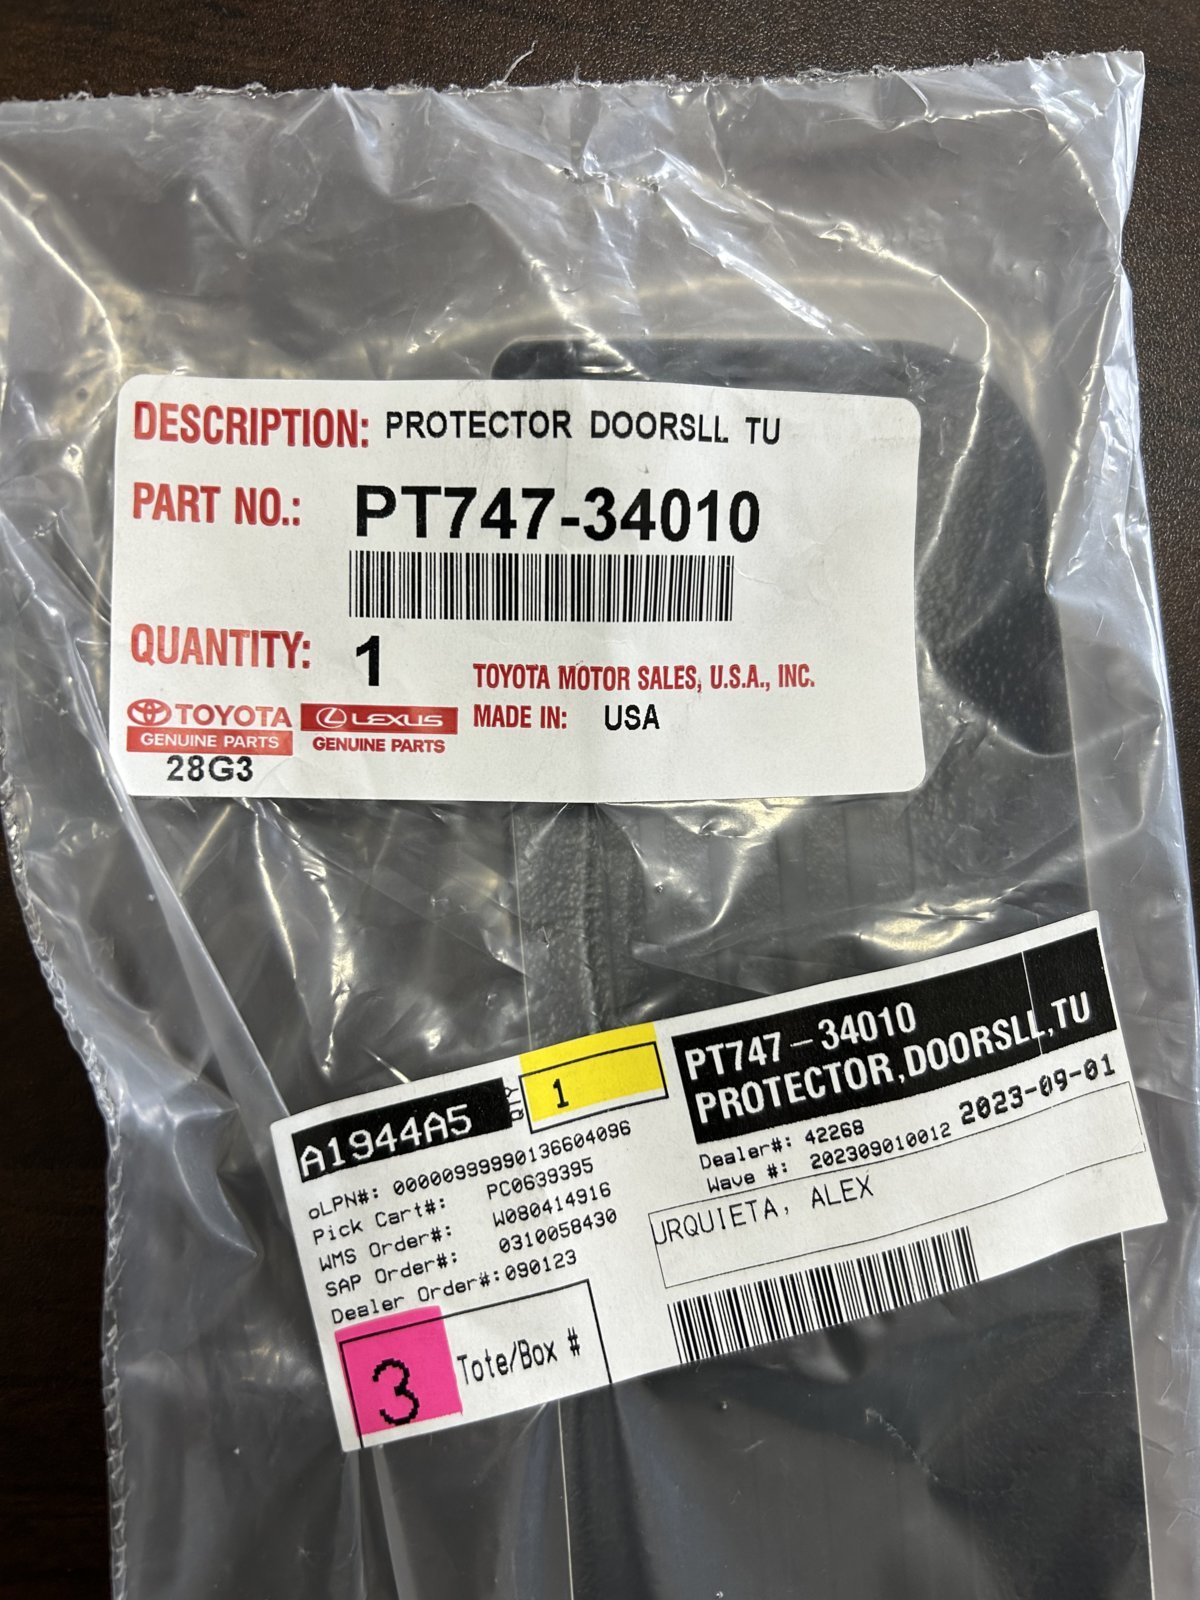 DESCRIPTION: PROTECTOR DOORSLL TU
PART NO.: PT747-34010
QUANTITY: 1
TOYOTA MOTOR SALES, U.S.A., INC.
MADE IN: USA
TOYOTA
GENUINE PARTS
LEXUS
GENUINE PARTS
28G3
A1944A5
QTY 1
oLPN#: 00000999990136604096
Pick Cart#: PC0639395
WMS Order#: W080414916
SAP Order#: 0310058430
Dealer Order#:090123
3 Tote/Box #
PT747-34010
PROTECTOR,DOORSLL,TU
Dealer#: 42268
Wave #: 202309010012 2023-09-01
URQUIETA, ALEX